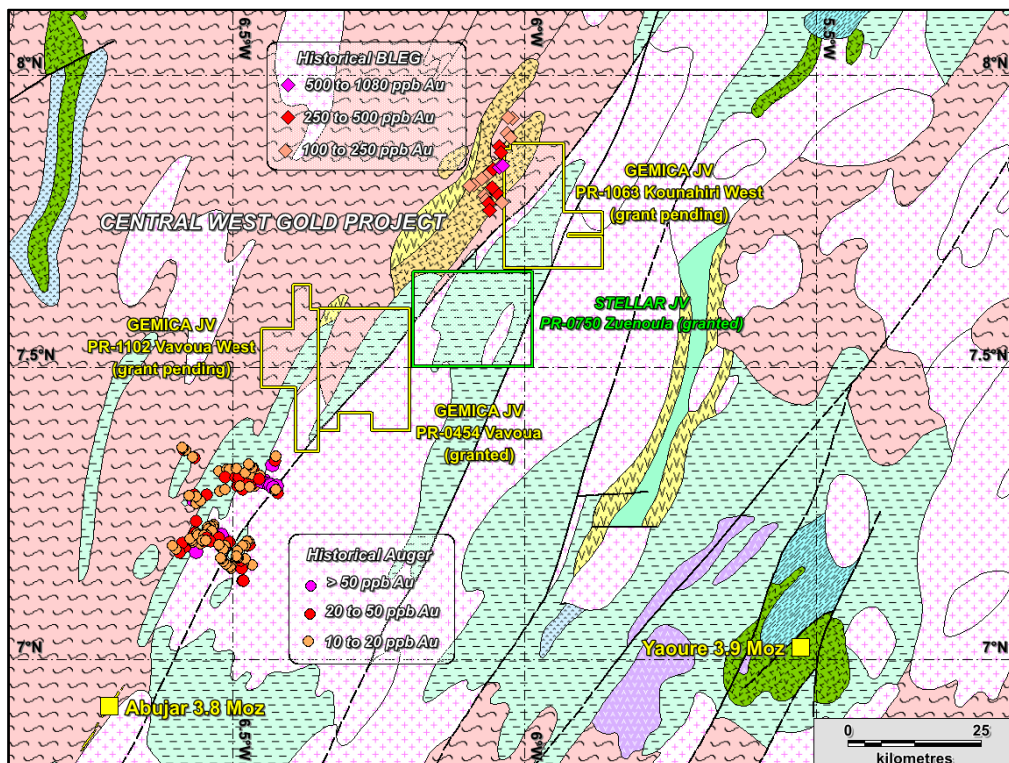 6.5°W
6°W
5.5°W
8°N
8°N
Historical BLEG
500 to 1080 ppb Au
250 to 500 ppb Au
100 to 250 ppb Au
GEMICA JV
PR-1063 Kounahiri West
(grant pending)
CENTRAL WEST GOLD PROJECT
STELLAR JV
PR-0750 Zuenoula (granted)
GEMICA JV
PR-1102 Vavoua West
(grant pending)
7.5°N
7.5°N
GEMICA JV
PR-0454 Vavoua
(granted)
Historical Auger
> 50 ppb Au
20 to 50 ppb Au
10 to 20 ppb Au
7°N
7°N
Yaoure 3.9 Moz
Abujar 3.8 Moz
6.5°W
6°W
0 25
kilometres